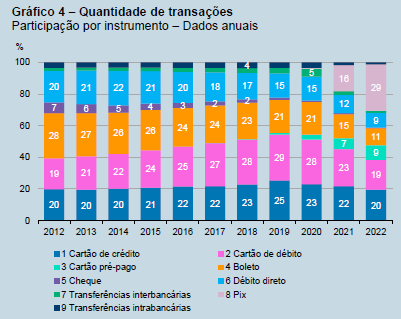 Gráfico 4 – Quantidade de transações
Participação por instrumento – Dados anuais
%
100
4 5
80 16 29
20 21 22 21 20 18 17 15 15 12
7 6 5 4 3 2 2 9
60
28 27 26 26 24 24 23 21 21 15 11
7 9
40
19 21 22 24 25 27 28 29 28 23 19
20
20 20 20 21 22 22 23 25 23 22 20
0
2012 2013 2014 2015 2016 2017 2018 2019 2020 2021 2022
1 Cartão de crédito 2 Cartão de débito
3 Cartão pré-pago 4 Boleto
5 Cheque 6 Débito direto
7 Transferências interbancárias 8 Pix
9 Transferências intrabancárias